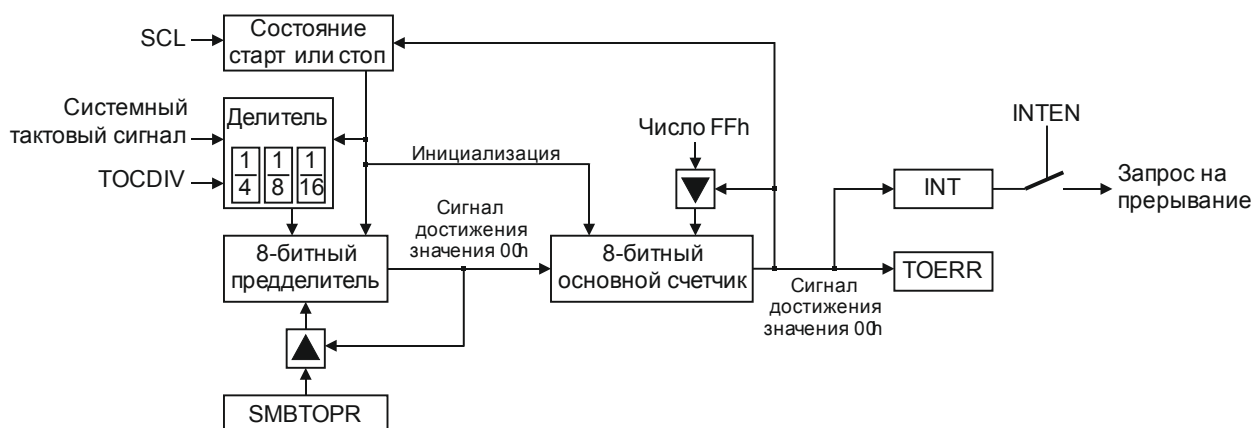 SCL
Состояние
старт или стоп
Системный
тактовый сигнал
TOCDIV
Делитель
1
4
1
8
1
16
Инициализация
Число FFh
INTEN
INT
Запрос на
прерывание
8-битный
предделитель
Сигнал
достижения
значения 00h
8-битный
основной счетчик
TOERR
Сигнал
достижения
значения 00h
SMBTOPR